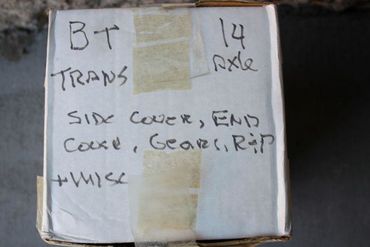 BT 14
TRANS Axle
SIDE COVER, END
COVER, GEARS, R+P
+ MISC